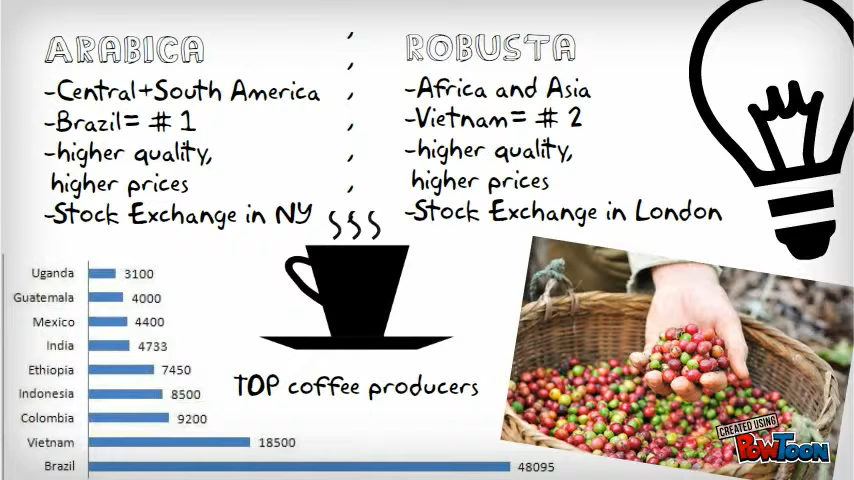 ARABICA
-Central+South America
-Brazil= # 1
-higher quality,
higher prices
-Stock Exchange in NY
ROBUSTA
-Africa and Asia
-Vietnam= # 2
-higher quality,
higher prices
-Stock Exchange in London
Uganda 3100
Guatemala 4000
Mexico 4400
India 4733
Ethiopia 7450
Indonesia 8500
Colombia 9200
Vietnam 18500
Brazil 48095
TOP coffee producers
CREATED USING
POWTOON